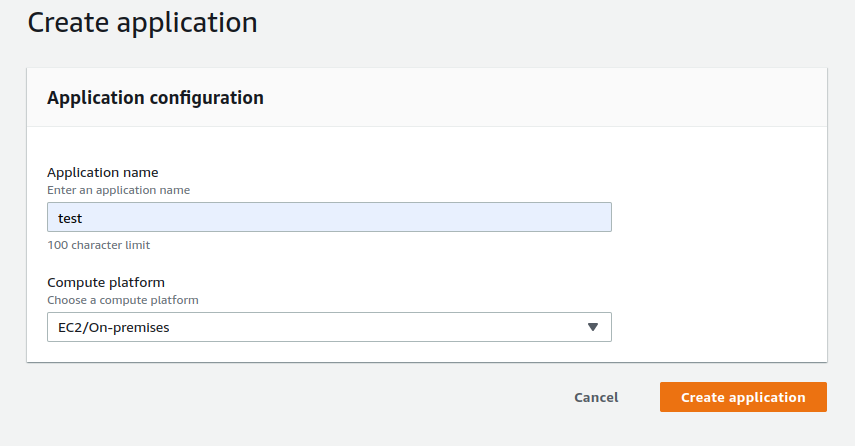 Create application
Application configuration
Application name
Enter an application name
test
100 character limit
Compute platform
Choose a compute platform
EC2/On-premises
Cancel
Create application